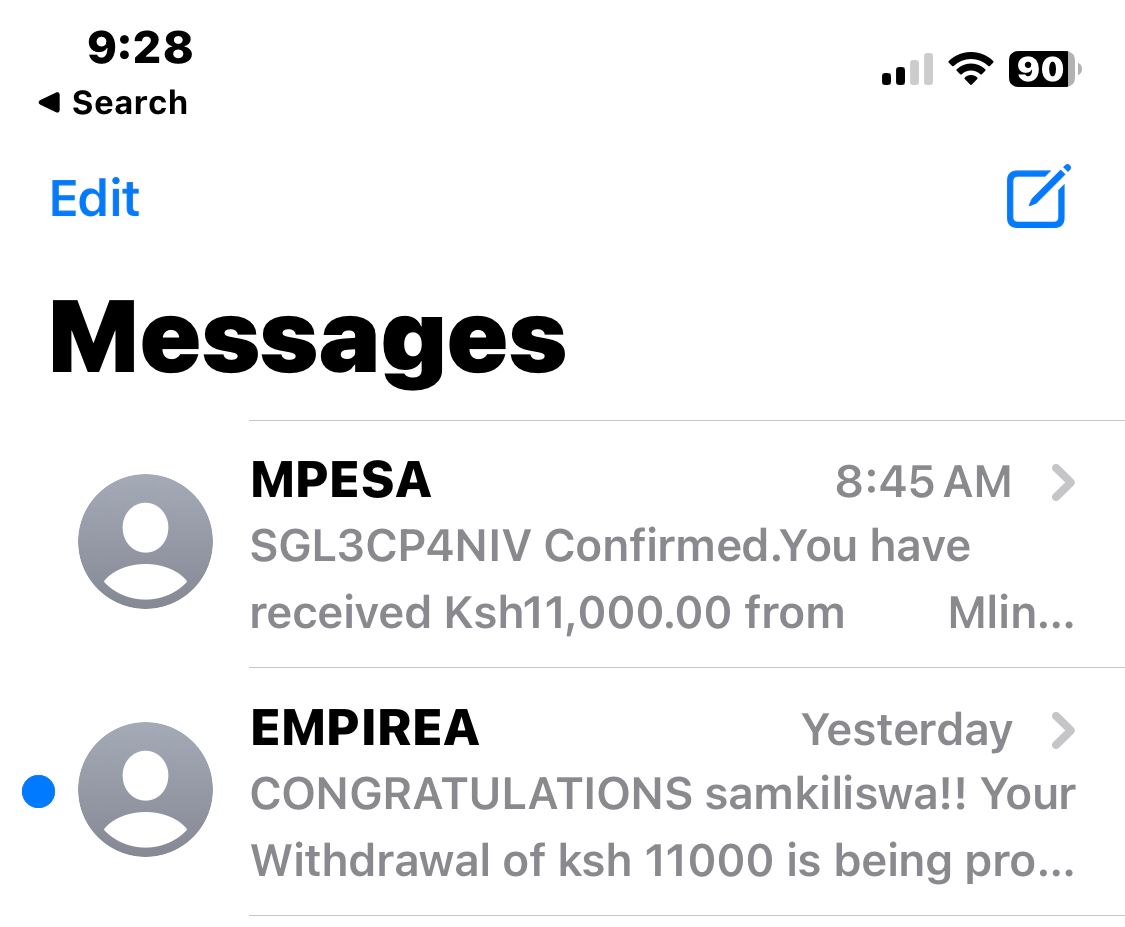 9:28
90
◀ Search
Edit
Messages
MPESA 8:45 AM
SGL3CP4NIV Confirmed.You have
received Ksh11,000.00 from Mlin...
EMPIREA Yesterday
CONGRATULATIONS samkiliswa!! Your
Withdrawal of ksh 11000 is being pro...